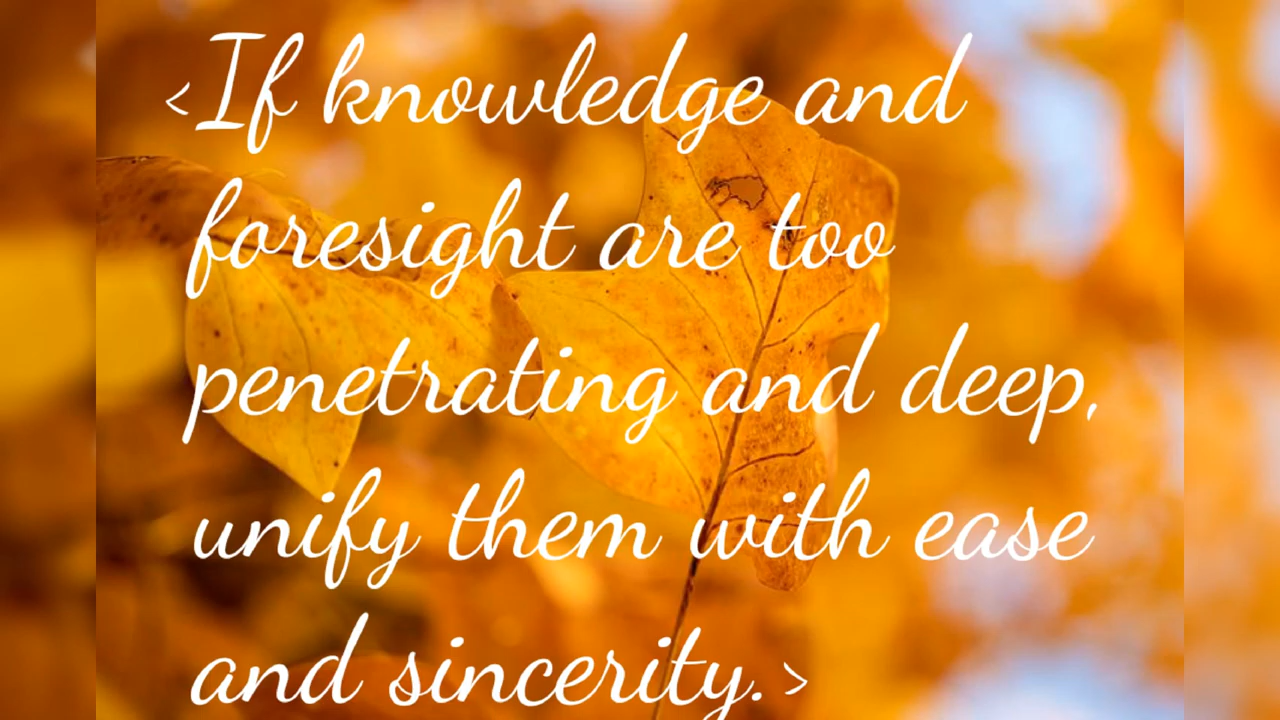 <If knowledge and
foresight are too
penetrating and deep,
unify them with ease
and sincerity.>